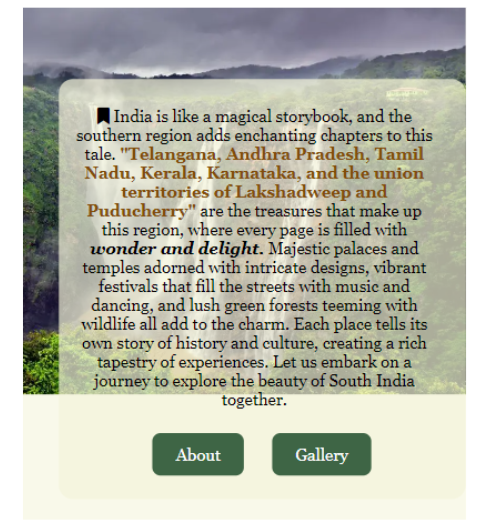 India is like a magical storybook, and the
southern region adds enchanting chapters to this
tale. "Telangana, Andhra Pradesh, Tamil
Nadu, Kerala, Karnataka, and the union
territories of Lakshadweep and
Puducherry" are the treasures that make up
this region, where every page is filled with
wonder and delight. Majestic palaces and
temples adorned with intricate designs, vibrant
festivals that fill the streets with music and
dancing, and lush green forests teeming with
wildlife all add to the charm. Each place tells its
own story of history and culture, creating a rich
tapestry of experiences. Let us embark on a
journey to explore the beauty of South India
together.
About
Gallery